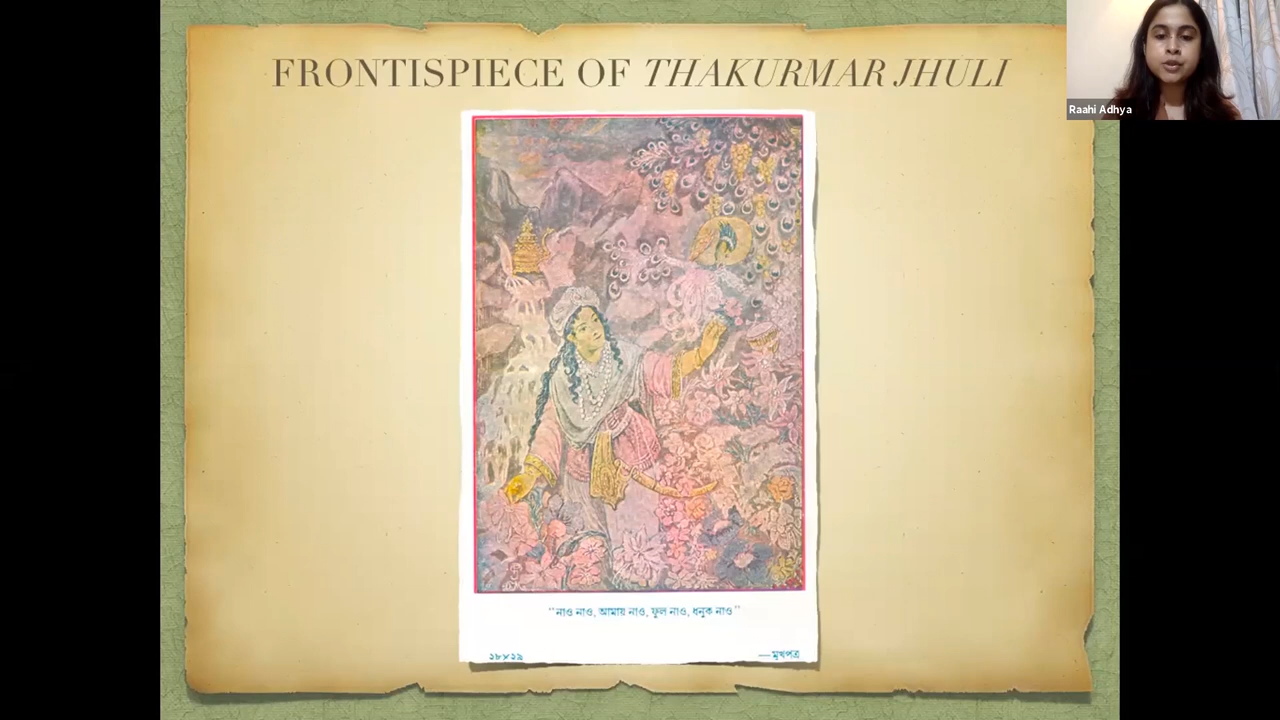 FRONTISPIECE OF THAKURMAR JHULI
Raahi Adhya
"নাও নাও, আমায় নাও, ফুল নাও, ধনুক নাও"
—মুখপত্র